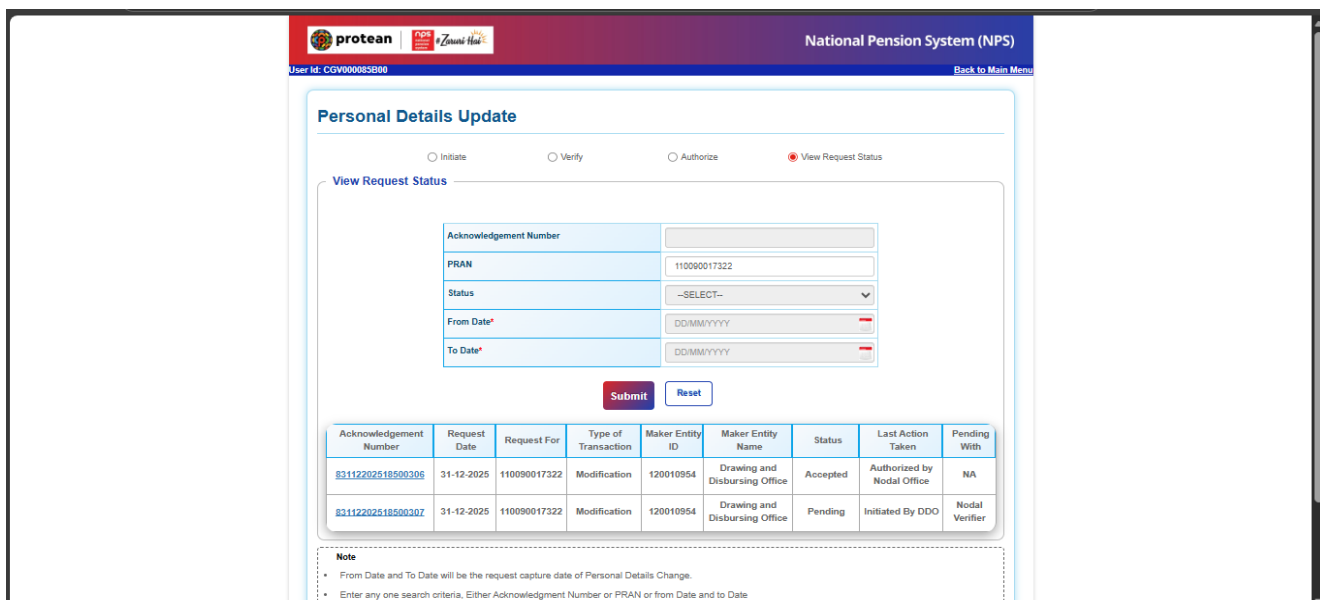 protean nps #Zaruri Hai National Pension System (NPS)
User Id: CGV000085B00 Back to Main Menu
Personal Details Update
Initiate Verify Authorize View Request Status
View Request Status
Acknowledgement Number
PRAN 110090017322
Status --SELECT--
From Date* DD/MM/YYYY
To Date* DD/MM/YYYY
Submit Reset
Acknowledgement Number Request Date Request For Type of Transaction Maker Entity ID Maker Entity Name Status Last Action Taken Pending With
83112202518500306 31-12-2025 110090017322 Modification 120010954 Drawing and Disbursing Office Accepted Authorized by Nodal Office NA
83112202518500307 31-12-2025 110090017322 Modification 120010954 Drawing and Disbursing Office Pending Initiated By DDO Nodal Verifier
Note
• From Date and To Date will be the request capture date of Personal Details Change.
• Enter any one search criteria, Either Acknowledgment Number or PRAN or from Date and to Date